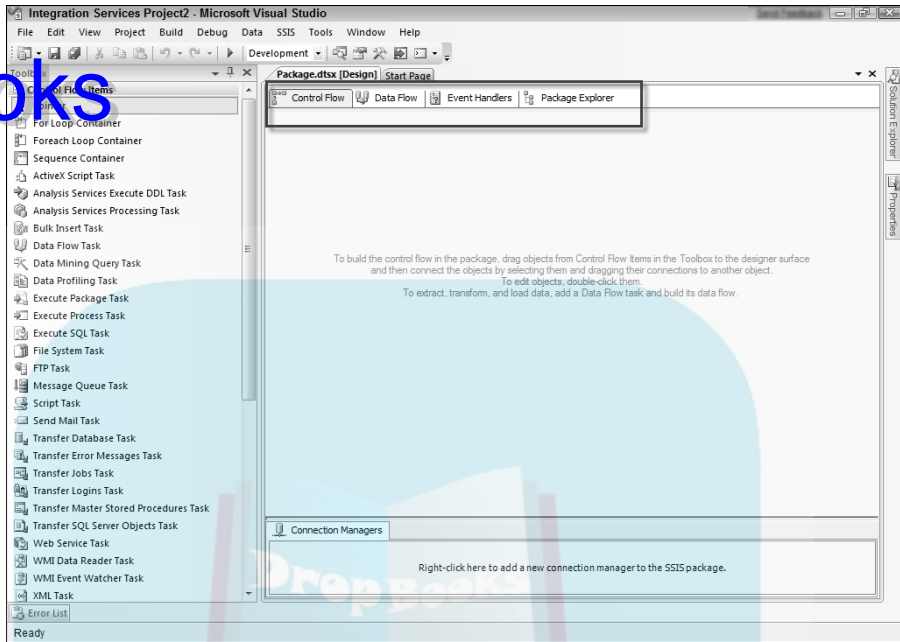 Integration Services Project2 - Microsoft Visual Studio
File Edit View Project Build Debug Data SSIS Tools Window Help
Development
Toolbox
Package.dtsx [Design] Start Page
Control Flow Data Flow Event Handlers Package Explorer
Solution Explorer
Properties
oks
Control Flow Items
Pointer
For Loop Container
Foreach Loop Container
Sequence Container
ActiveX Script Task
Analysis Services Execute DDL Task
Analysis Services Processing Task
Bulk Insert Task
Data Flow Task
Data Mining Query Task
Data Profiling Task
Execute Package Task
Execute Process Task
Execute SQL Task
File System Task
FTP Task
Message Queue Task
Script Task
Send Mail Task
Transfer Database Task
Transfer Error Messages Task
Transfer Jobs Task
Transfer Logins Task
Transfer Master Stored Procedures Task
Transfer SQL Server Objects Task
Web Service Task
WMI Data Reader Task
WMI Event Watcher Task
XML Task
To build the control flow in the package, drag objects from Control Flow Items in the Toolbox to the designer surface
and then connect the objects by selecting them and dragging their connections to another object.
To edit objects, double-click them.
To extract, transform, and load data, add a Data Flow task and build its data flow.
Connection Managers
Right-click here to add a new connection manager to the SSIS package.
DropBooks
Error List
Ready